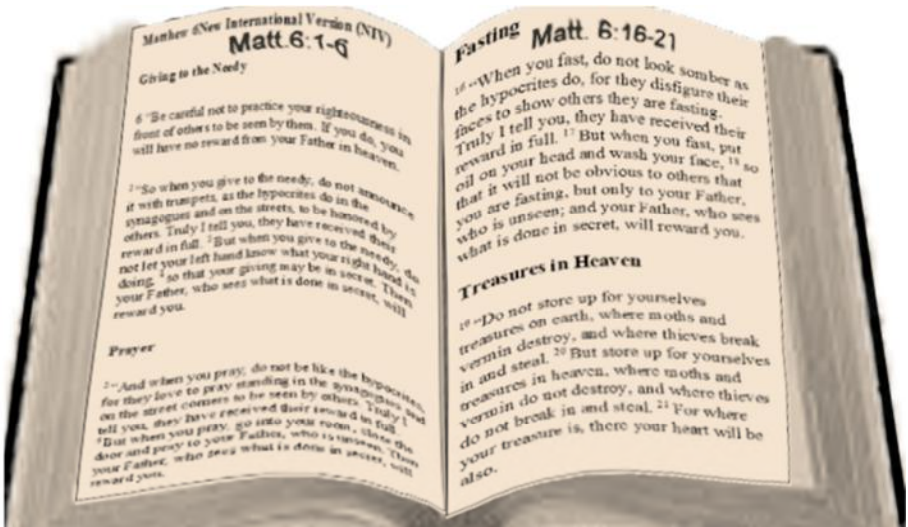 Matthew 6New International Version (NIV)
Matt.6:1-6
Giving to the Needy
6 "Be careful not to practice your righteousness in
front of others to be seen by them. If you do, you
will have no reward from your Father in heaven.
2 "So when you give to the needy, do not announce
it with trumpets, as the hypocrites do in the
synagogues and on the streets, to be honored by
others. Truly I tell you, they have received their
reward in full. 3 But when you give to the needy, do
not let your left hand know what your right hand is
doing, 4 so that your giving may be in secret. Then
your Father, who sees what is done in secret, will
reward you.
Prayer
"And when you pray, do not be like the hypocrites,
for they love to pray standing in the synagogues and
on the street corners to be seen by others. Truly I
tell you, they have received their reward in full.
6 But when you pray, go into your room, close the
door and pray to your Father, who is unseen. Then
your Father, who sees what is done in secret, will
reward you.
Fasting Matt. 6:16-21
16 "When you fast, do not look somber as
the hypocrites do, for they disfigure their
faces to show others they are fasting.
Truly I tell you, they have received their
reward in full. 17 But when you fast, put
oil on your head and wash your face, 18 so
that it will not be obvious to others that
you are fasting, but only to your Father,
who is unseen; and your Father, who sees
what is done in secret, will reward you.
Treasures in Heaven
19 "Do not store up for yourselves
treasures on earth, where moths and
vermin destroy, and where thieves break
in and steal. 20 But store up for yourselves
treasures in heaven, where moths and
vermin do not destroy, and where thieves
do not break in and steal. 21 For where
your treasure is, there your heart will be
also.